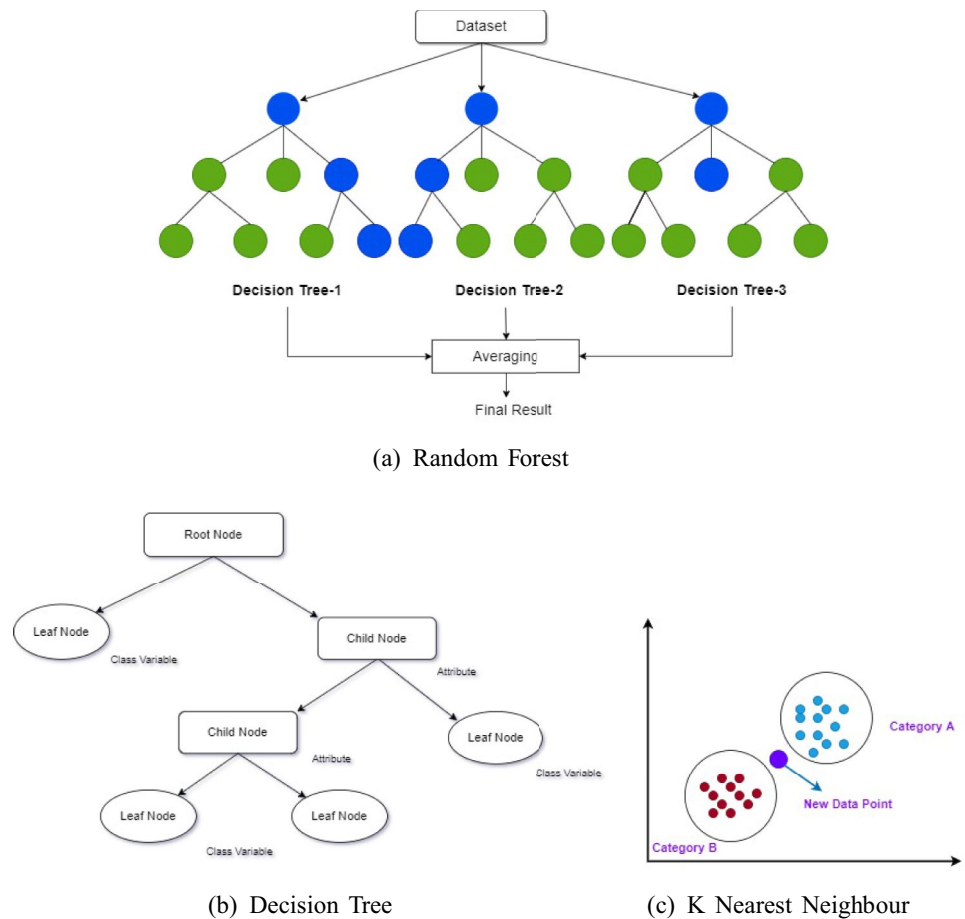 Dataset
Decision Tree-1
Decision Tree-2
Decision Tree-3
Averaging
Final Result
(a) Random Forest
Root Node
Leaf Node
Class Variable
Child Node
Attribute
Child Node
Attribute
Leaf Node
Class Variable
Leaf Node
Leaf Node
Class Variable
(b) Decision Tree
Category A
New Data Point
Category B
(c) K Nearest Neighbour